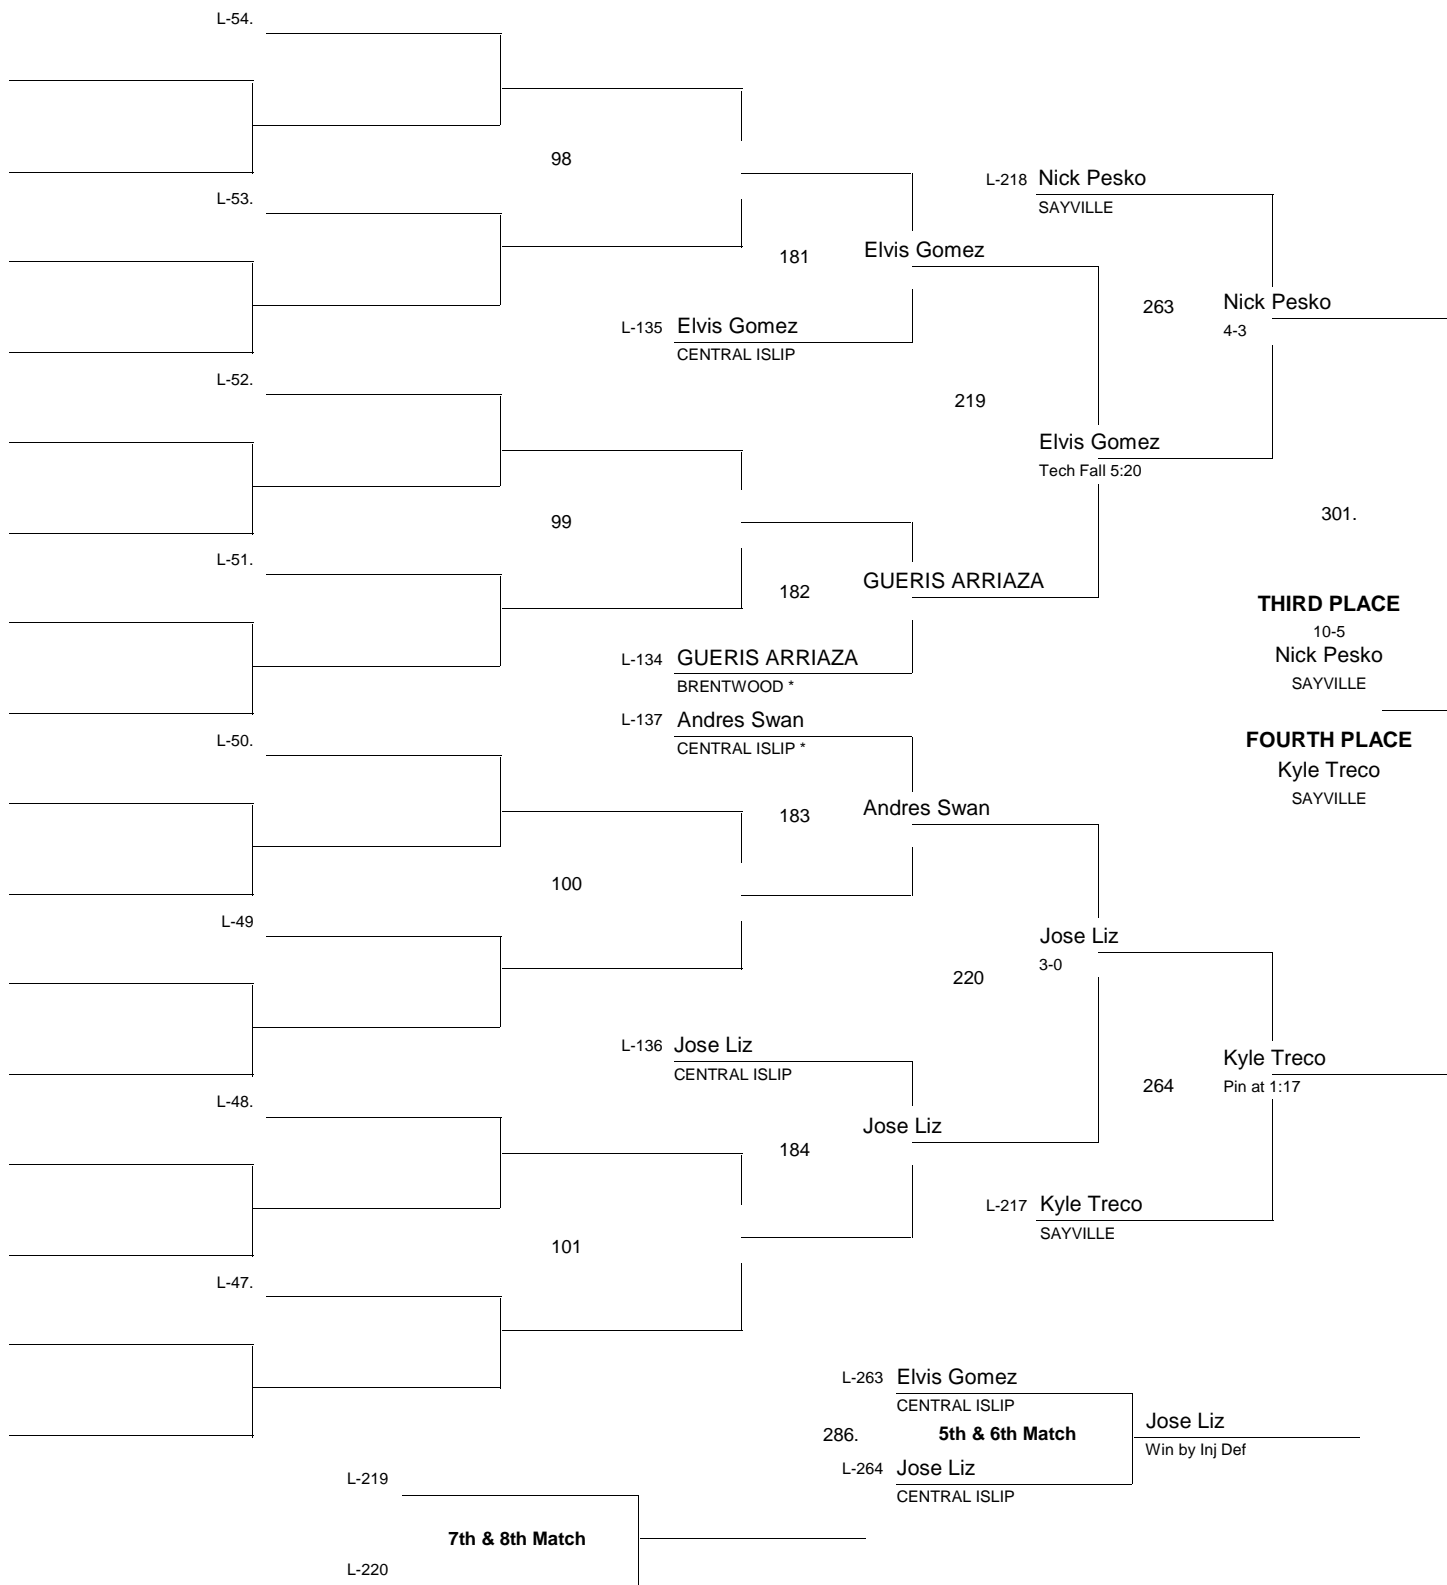 L-54.
98
L-218 Nick Pesko
SAYVILLE
L-53.
181
Elvis Gomez
263
Nick Pesko
4-3
L-135 Elvis Gomez
CENTRAL ISLIP
L-52.
219
Elvis Gomez
Tech Fall 5:20
99
301.
L-51.
182
GUERIS ARRIAZA
THIRD PLACE
10-5
Nick Pesko
SAYVILLE
L-134 GUERIS ARRIAZA
BRENTWOOD *
L-137 Andres Swan
CENTRAL ISLIP *
L-50.
FOURTH PLACE
Kyle Treco
SAYVILLE
183
Andres Swan
100
L-49
Jose Liz
3-0
220
L-136 Jose Liz
CENTRAL ISLIP
Kyle Treco
Pin at 1:17
264
L-48.
184
Jose Liz
L-217 Kyle Treco
SAYVILLE
101
L-47.
L-263 Elvis Gomez
CENTRAL ISLIP
286. 5th & 6th Match
Jose Liz
Win by Inj Def
L-264 Jose Liz
CENTRAL ISLIP
L-219
7th & 8th Match
L-220